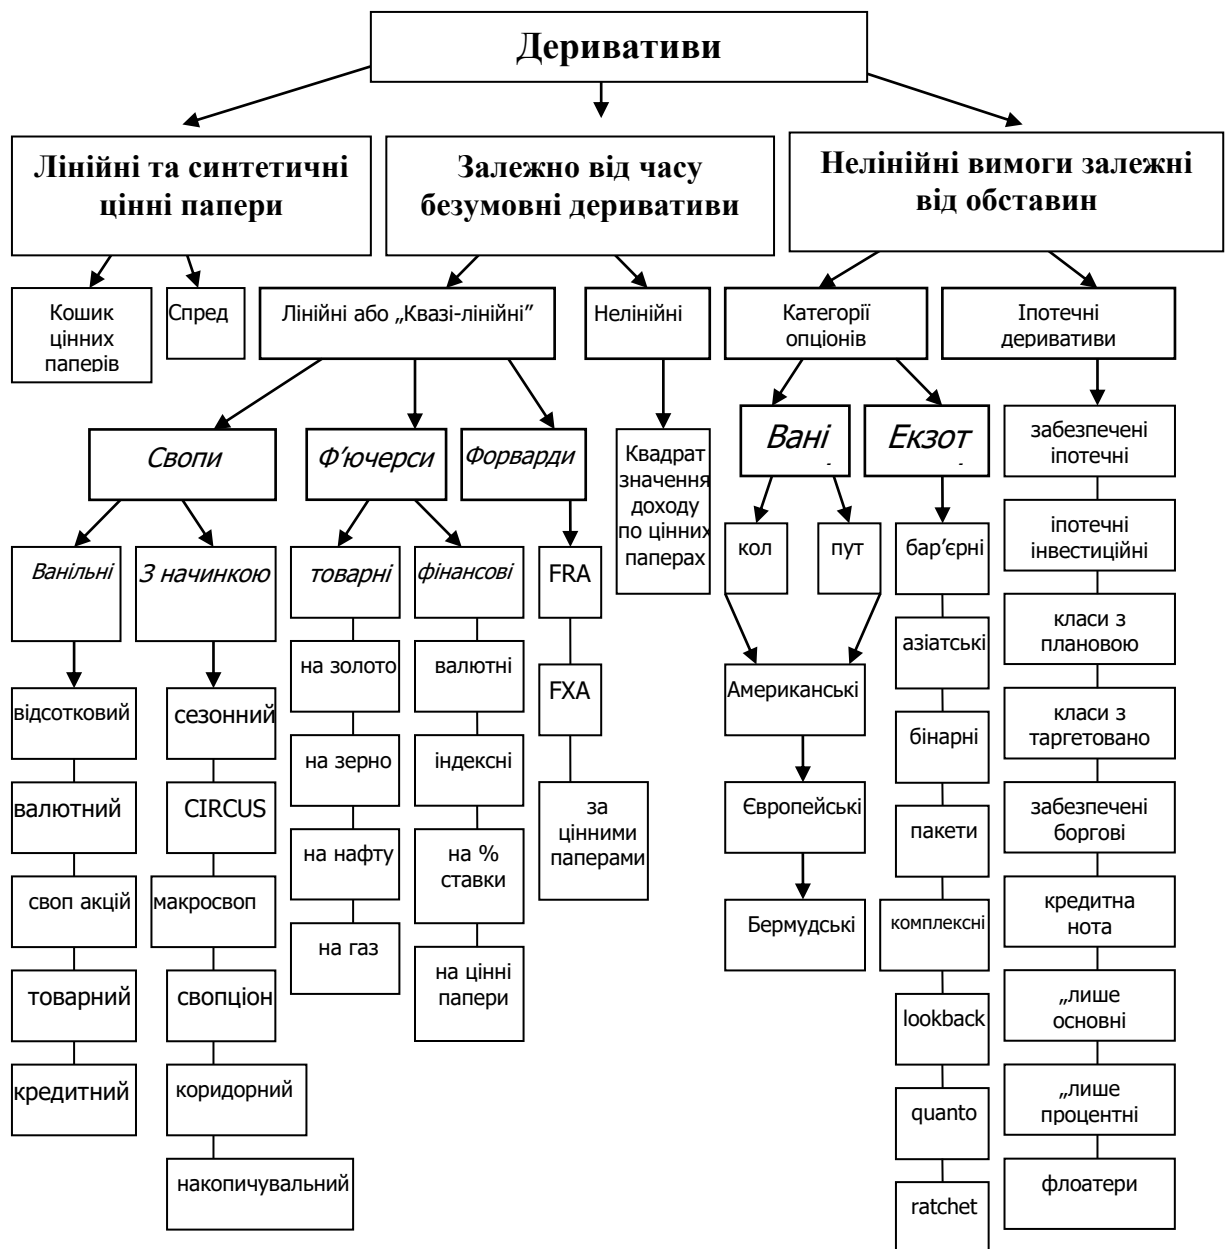 Деривативи
Лінійні та синтетичні
цінні папери
Залежно від часу
безумовні деривативи
Нелінійні вимоги залежні
від обставин
Кошик
цінних
паперів
Спред
Лінійні або „Квазі-лінійні”
Нелінійні
Категорії
опціонів
Іпотечні
деривативи
Свопи
Ф’ючерси
Форварди
Квадрат
значення
доходу
по цінних
паперах
Вані
Екзот
забезпечені
іпотечні
Ванільні
З начинкою
товарні
фінансові
FRA
кол
пут
бар’єрні
іпотечні
інвестиційні
на золото
валютні
FXA
Американські
азіатські
класи з
плановою
відсотковий
сезонний
на зерно
індексні
за
цінними
паперами
Європейські
бінарні
класи з
таргетовано
валютний
CIRCUS
на нафту
на %
ставки
Бермудські
пакети
забезпечені
боргові
своп акцій
макросвоп
на газ
на цінні
папери
комплексні
кредитна
нота
товарний
свопціон
lookback
„лише
основні
кредитний
коридорний
quanto
„лише
процентні
накопичувальний
ratchet
флоатери